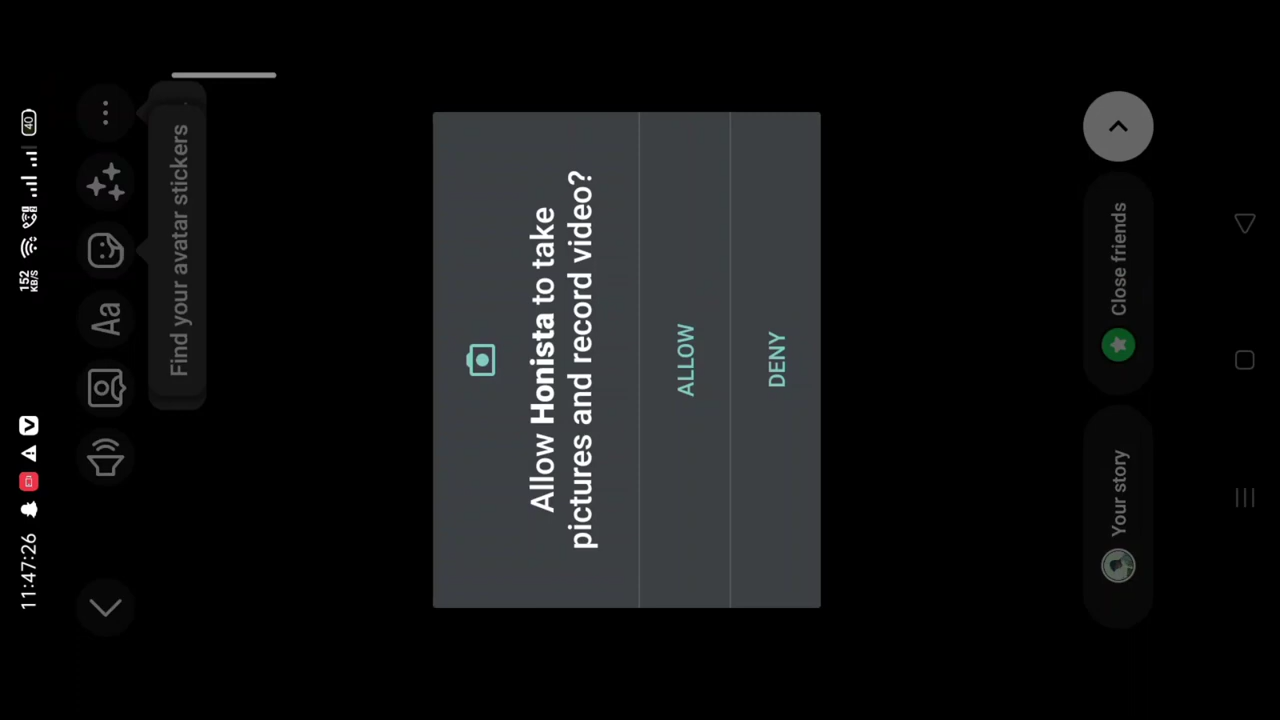 11:47:26
152
KB/S
40
Aa
Find your avatar stickers
Allow Honista to take
pictures and record video?
ALLOW
DENY
Your story
Close friends